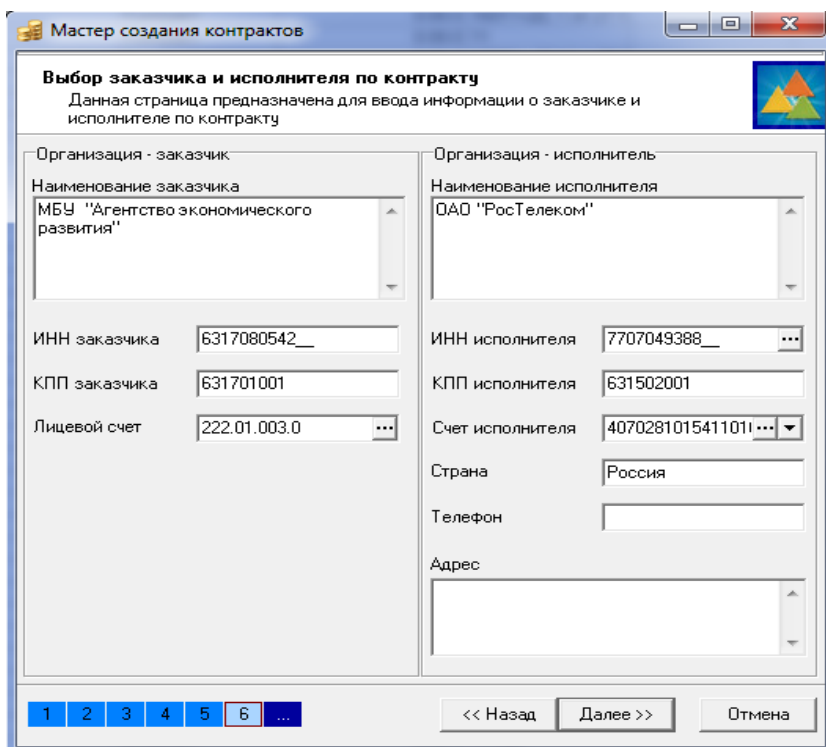 Мастер создания контрактов
Выбор заказчика и исполнителя по контракту
Данная страница предназначена для ввода информации о заказчике и
исполнителе по контракту
Организация - заказчик
Наименование заказчика
МБУ "Агентство экономического
развития"
ИНН заказчика 6317080542__
КПП заказчика 631701001
Лицевой счет 222.01.003.0 ...
Организация - исполнитель
Наименование исполнителя
ОАО "РосТелеком"
ИНН исполнителя 7707049388__ ...
КПП исполнителя 631502001
Счет исполнителя 407028101541101 ...
Страна Россия
Телефон
Адрес
1 2 3 4 5 6 ...
<< Назад Далее >> Отмена